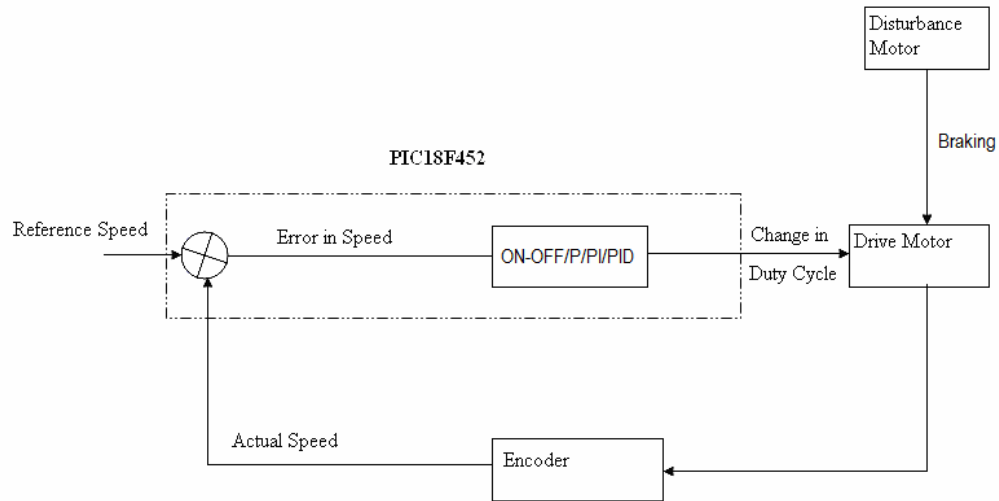 Disturbance
Motor
Braking
PIC18F452
Reference Speed
Error in Speed
ON-OFF/P/PI/PID
Change in
Duty Cycle
Drive Motor
Actual Speed
Encoder